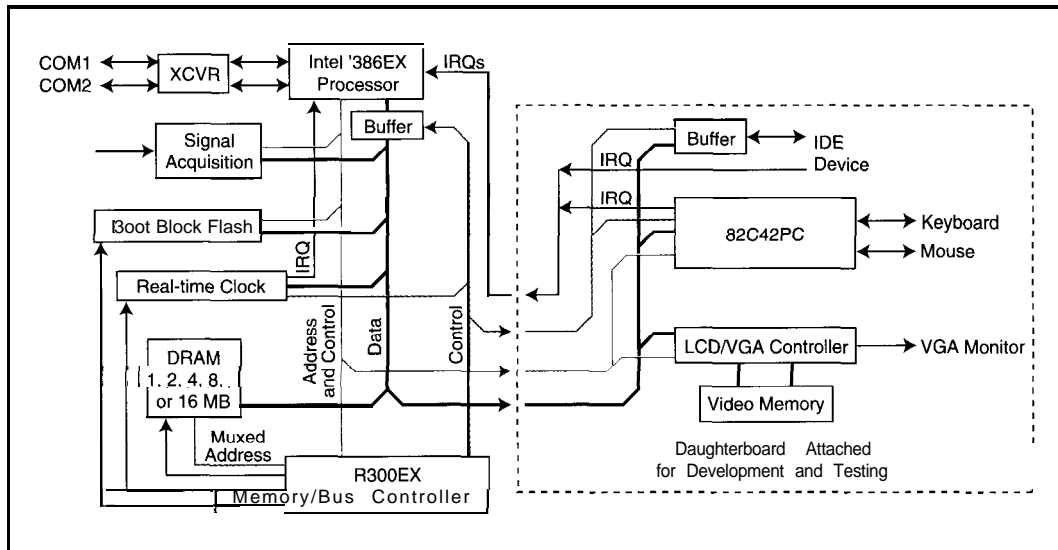 COM1
COM2
XCVR
Intel '386EX
Processor
IRQs
Buffer
Signal
Acquisition
Boot Block Flash
IRQ
Real-time Clock
Address
and Control
Data
Control
DRAM
1, 2, 4, 8,
or 16 MB
Muxed
Address
R300EX
Memory/Bus Controller
Buffer
IDE
Device
IRQ
IRQ
82C42PC
Keyboard
Mouse
LCD/VGA Controller
VGA Monitor
Video Memory
Daughterboard Attached
for Development and Testing